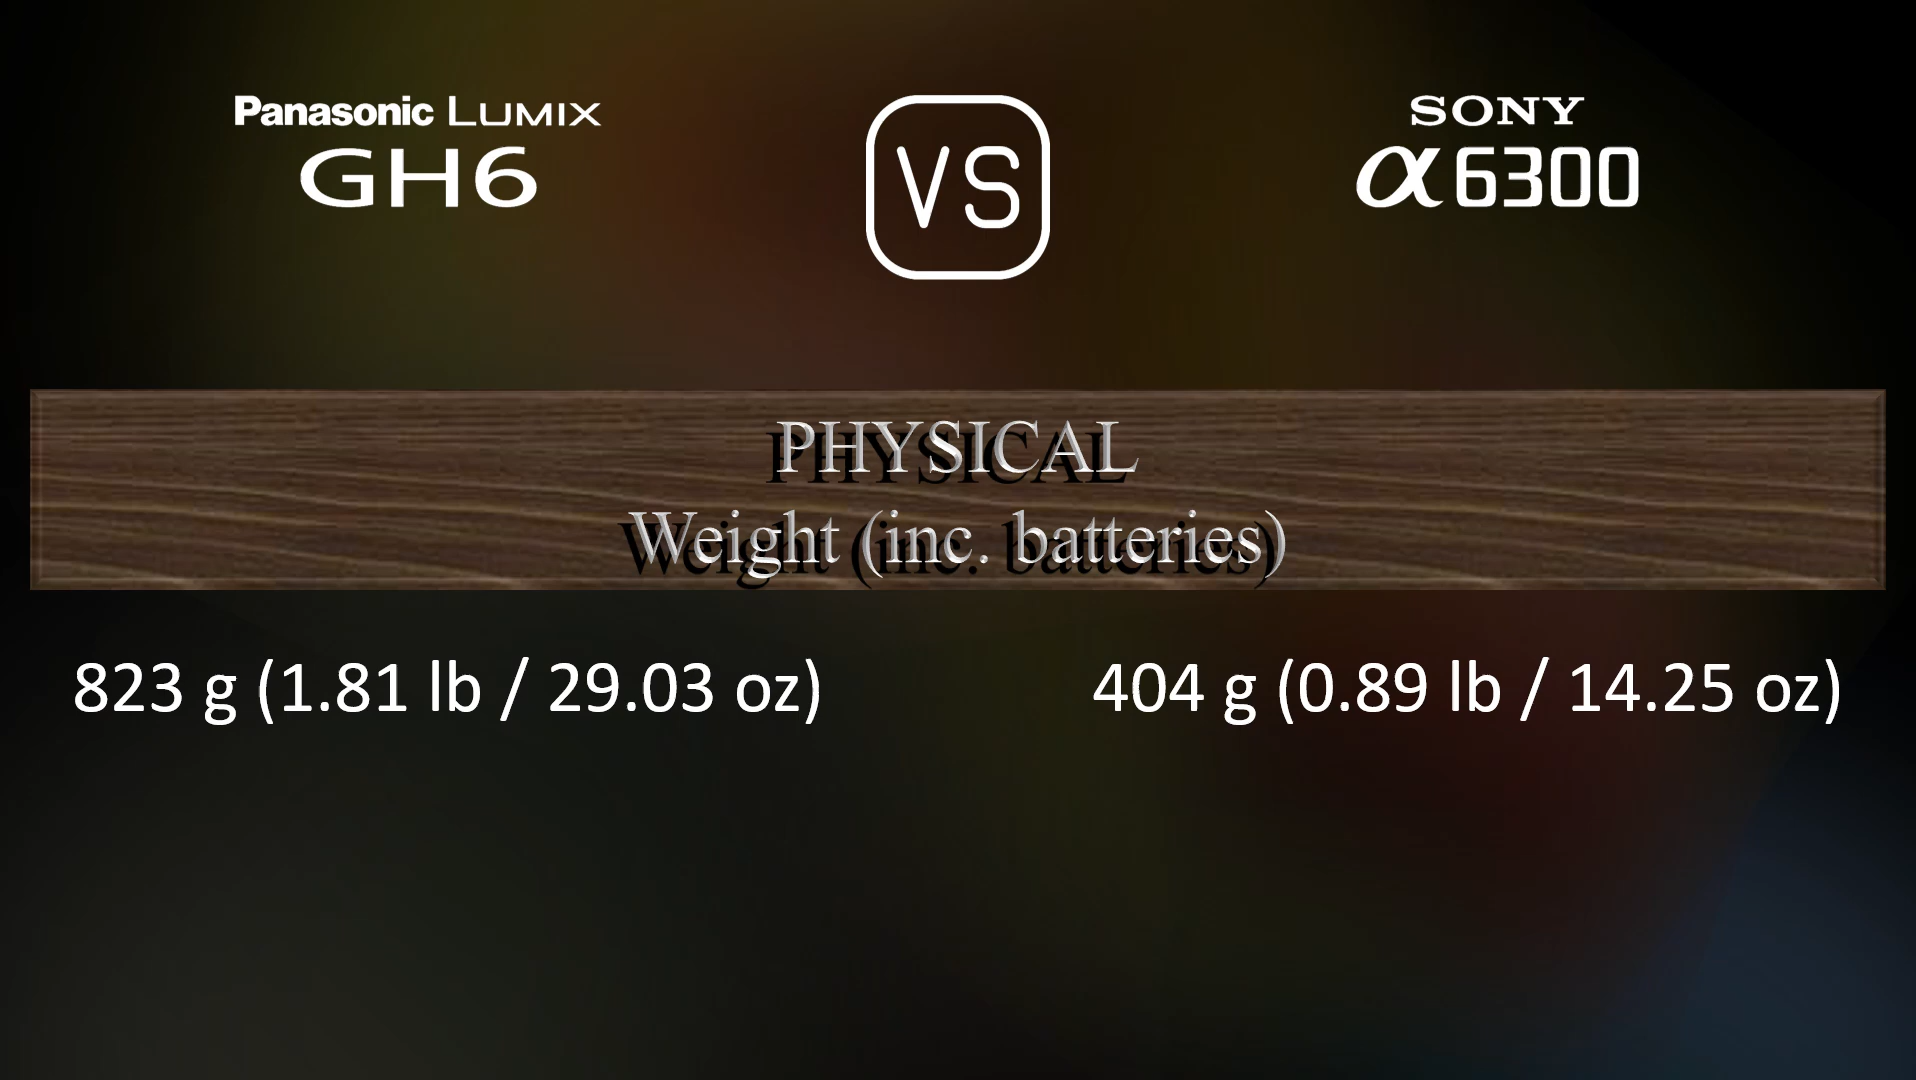 Panasonic LUMIX
GH6
VS
SONY
α6300
PHYSICAL
Weight (inc. batteries)
823 g (1.81 lb / 29.03 oz)
404 g (0.89 lb / 14.25 oz)